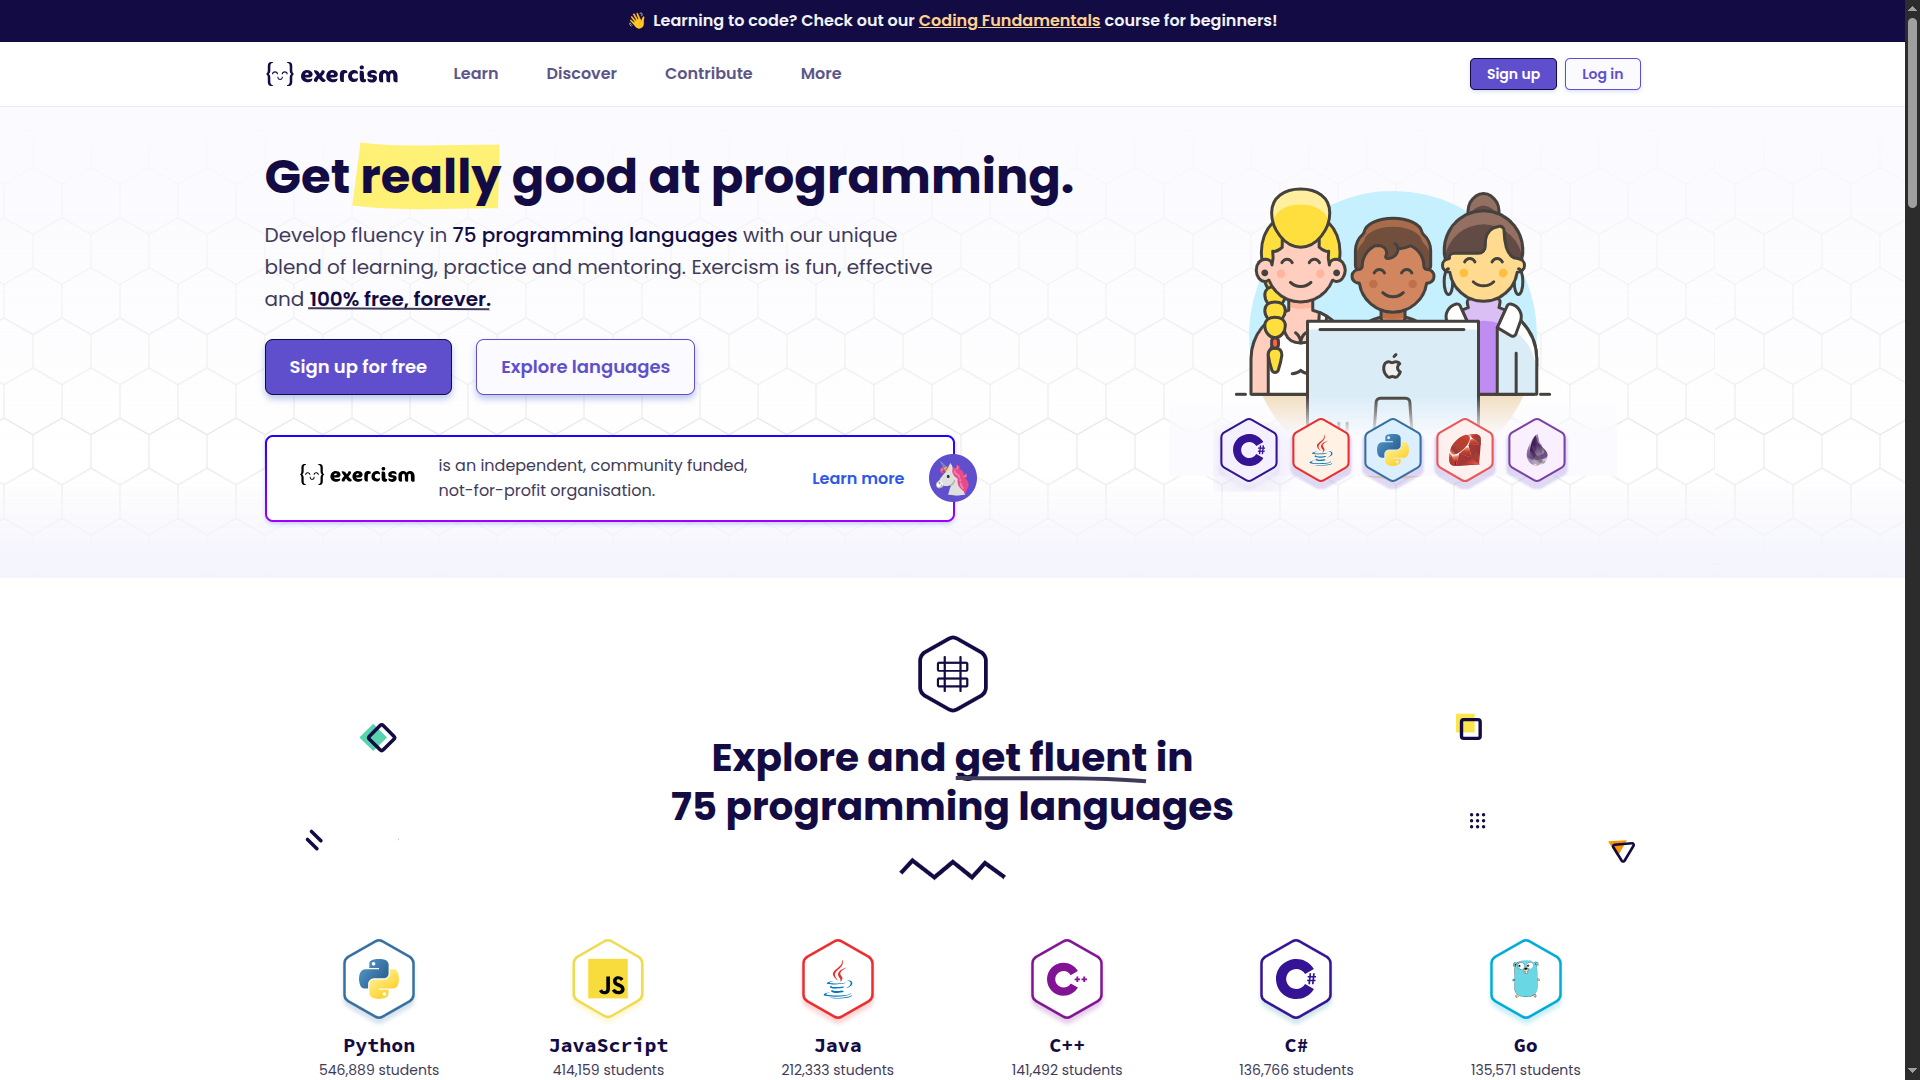 👋 Learning to code? Check out our Coding Fundamentals course for beginners!
exercism
Learn
Discover
Contribute
More
Sign up
Log in
Get really good at programming.
Develop fluency in 75 programming languages with our unique
blend of learning, practice and mentoring. Exercism is fun, effective
and 100% free, forever.
Sign up for free
Explore languages
exercism
is an independent, community funded,
not-for-profit organisation.
Learn more
C#
Explore and get fluent in
75 programming languages
JS
C++
C#
Python
JavaScript
Java
C++
C#
Go
546,889 students
414,159 students
212,333 students
141,492 students
136,766 students
135,571 students